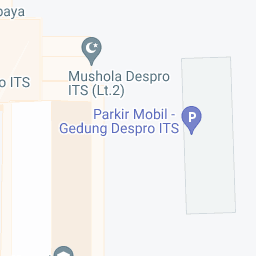 baya
Mushola Despro
ITS (Lt.2)
o ITS
Parkir Mobil -
Gedung Despro ITS
P